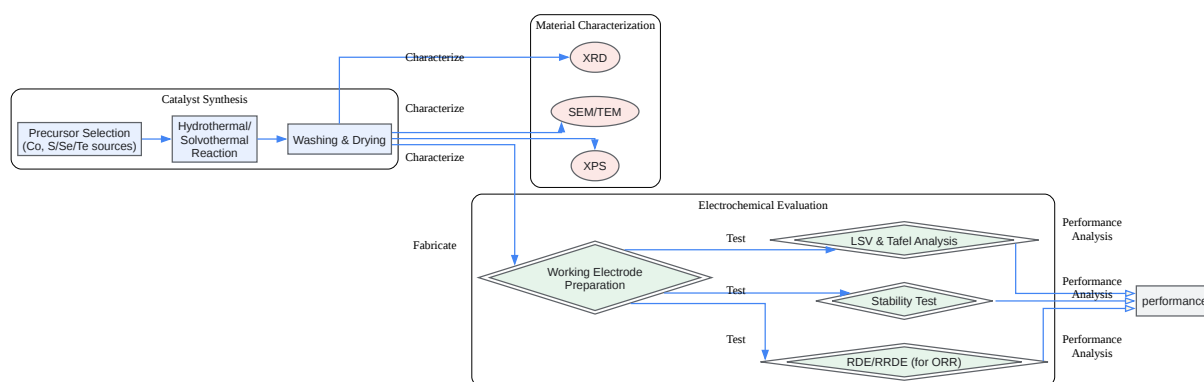 Material Characterization
XRD
Characterize
Catalyst Synthesis
Precursor Selection
(Co, S/Se/Te sources)
Hydrothermal/
Solvothermal
Reaction
Washing & Drying
Characterize
SEM/TEM
Characterize
XPS
Electrochemical Evaluation
Fabricate
Working Electrode
Preparation
Test
LSV & Tafel Analysis
Performance
Analysis
Test
Stability Test
Performance
Analysis
performance
Test
RDE/RRDE (for ORR)
Performance
Analysis